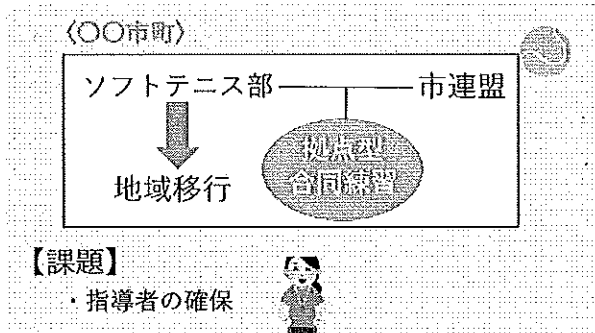 〈〇〇市町〉
ソフトテニス部
市連盟
拠点型
合同練習
地域移行
【課題】
・指導者の確保